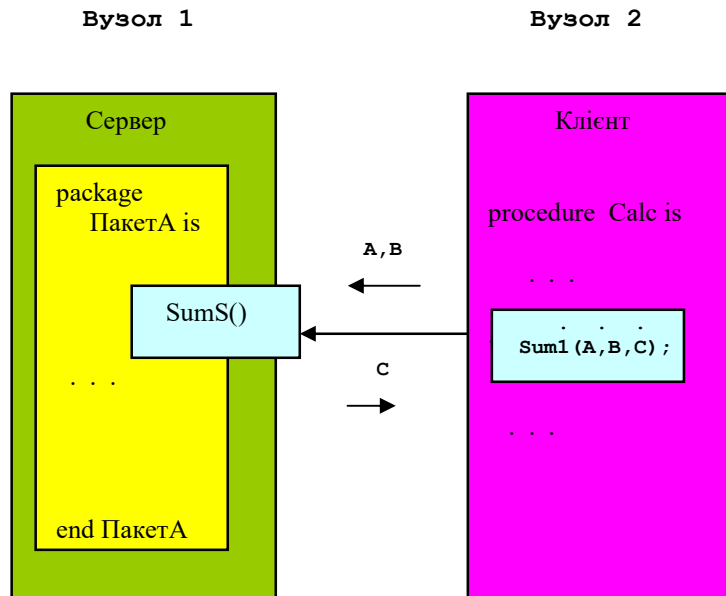 Вузол 1
Вузол 2
Сервер
package
ПакетА is
SumS()
. . .
end ПакетА
A,B
C
Клієнт
procedure Calc is
. . .
. . .
Sum1(A,B,C);
. . .